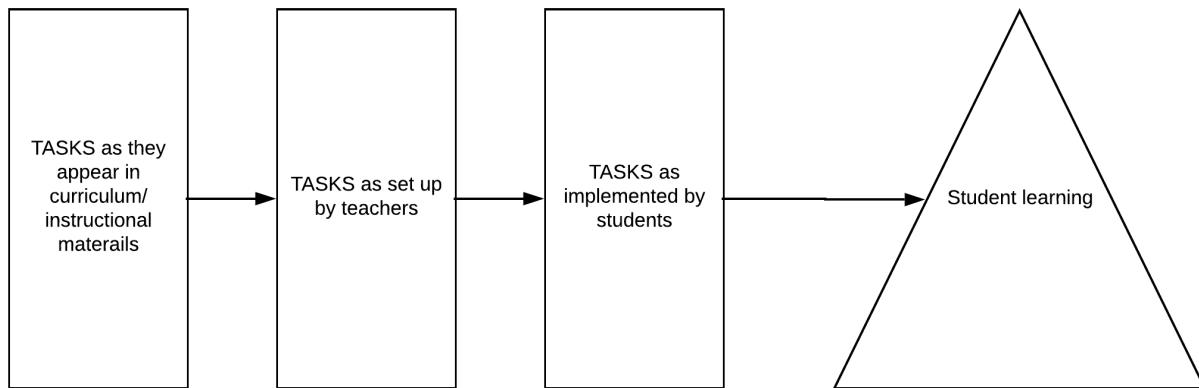 TASKS as they
appear in
curriculum/
instructional
materails
TASKS as set up
by teachers
TASKS as
implemented by
students
Student learning